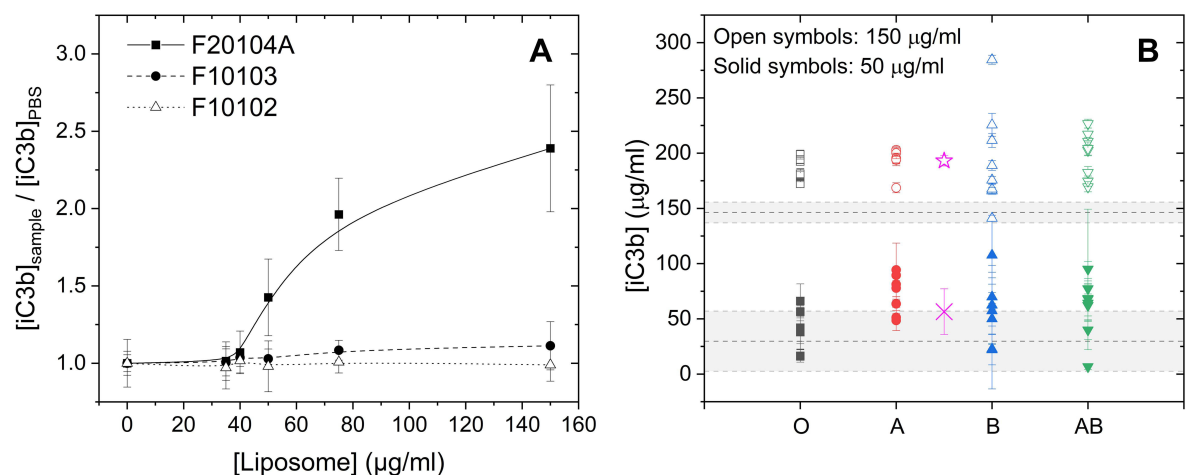 A
F20104A
F10103
F10102
[iC3b]sample / [iC3b]PBS
3.0
2.5
2.0
1.5
1.0
0 20 40 60 80 100 120 140 160
[Liposome] (µg/ml)
B
Open symbols: 150 µg/ml
Solid symbols: 50 µg/ml
[iC3b] (µg/ml)
300
250
200
150
100
50
0
O A B AB